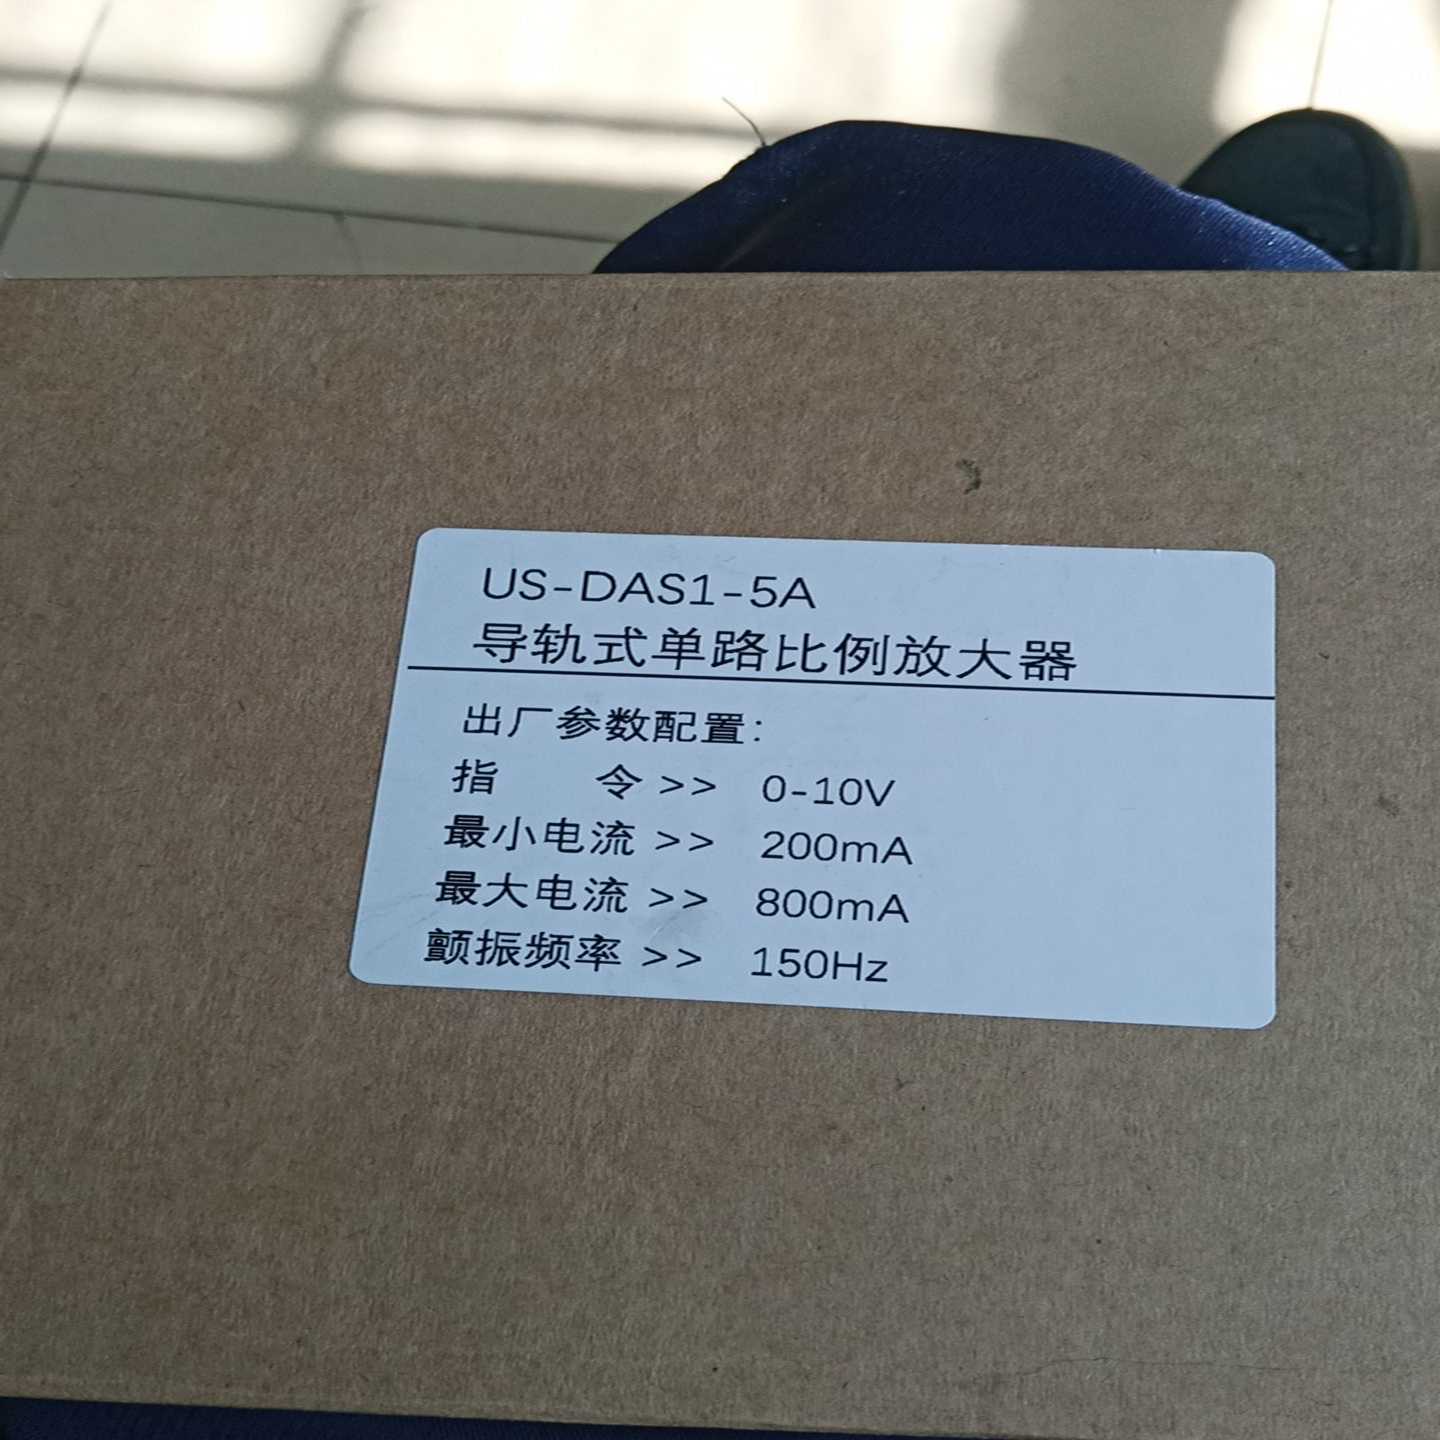 US-DAS1-5A
导轨式单路比例放大器
出厂参数配置:
指 令 >> 0-10V
最小电流 >> 200mA
最大电流 >> 800mA
颤振频率 >> 150Hz